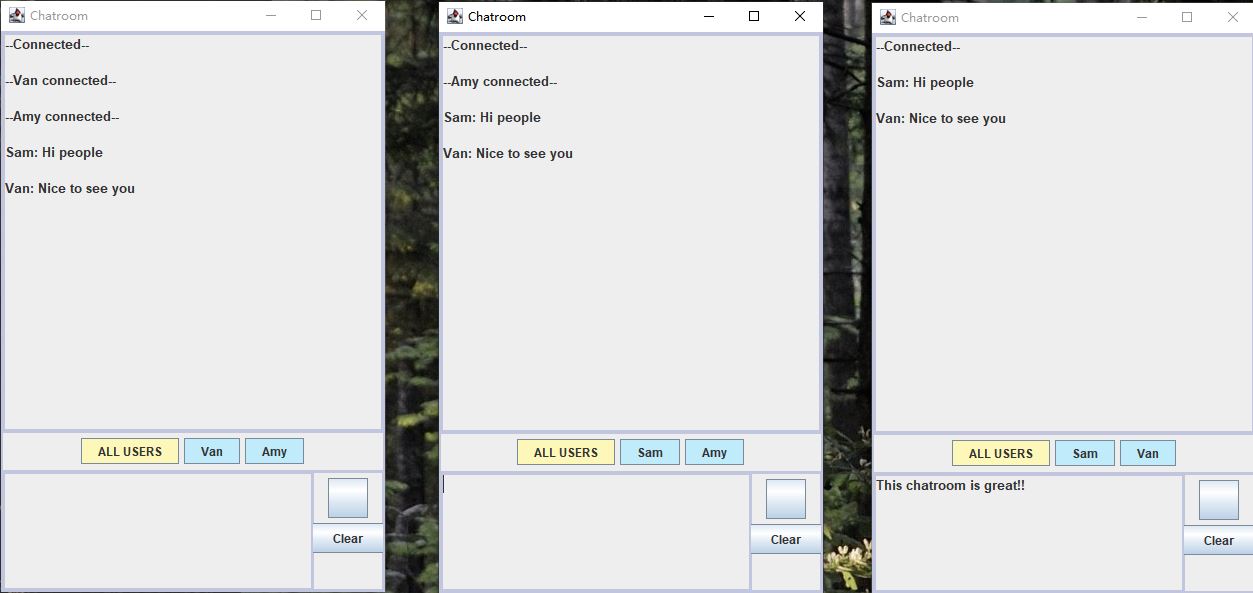 Chatroom
--Connected--
--Van connected--
--Amy connected--
Sam: Hi people
Van: Nice to see you
ALL USERS
Van
Amy
Clear
Chatroom
--Connected--
--Amy connected--
Sam: Hi people
Van: Nice to see you
ALL USERS
Sam
Amy
Clear
Chatroom
--Connected--
Sam: Hi people
Van: Nice to see you
ALL USERS
Sam
Van
This chatroom is great!!
Clear